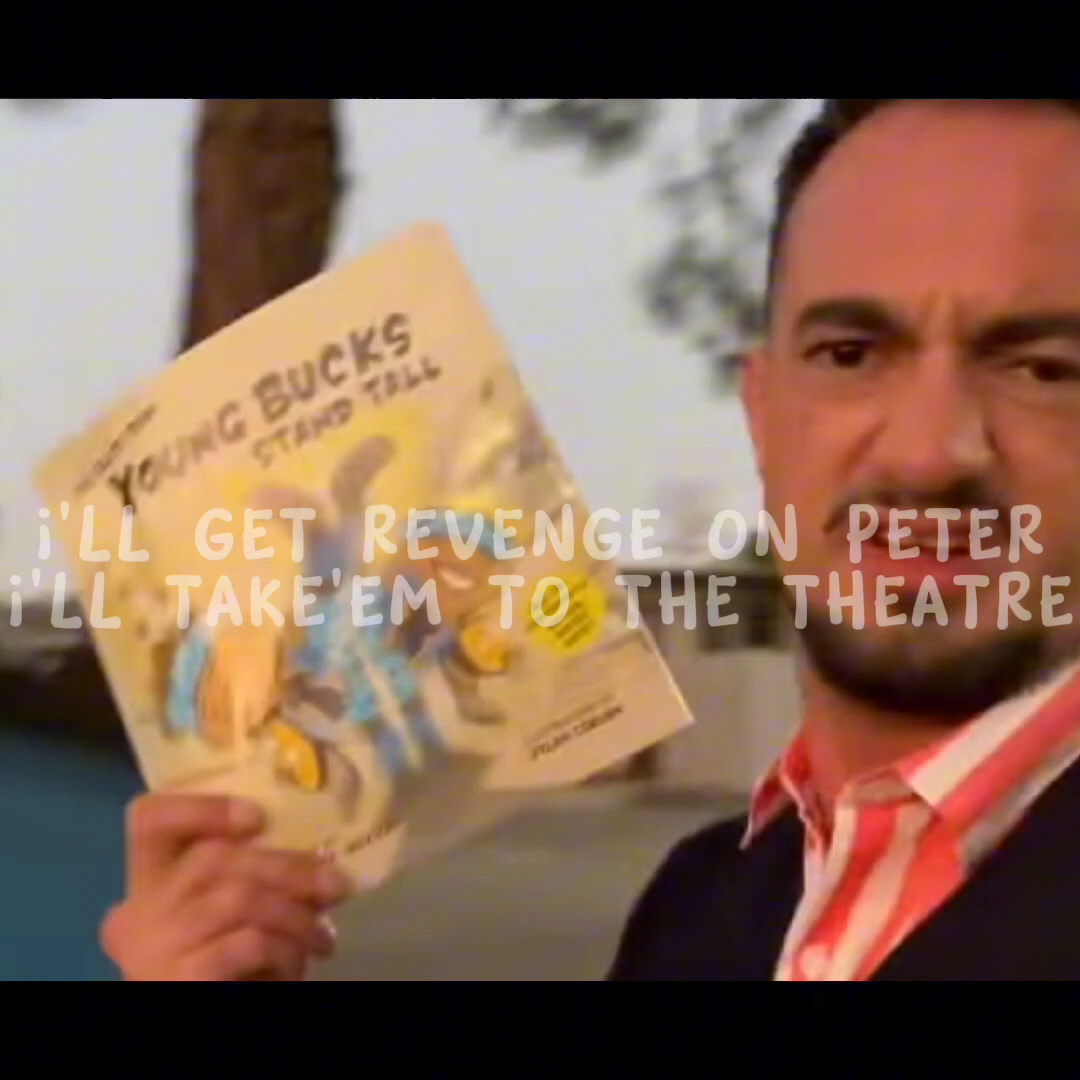 YOUNG BUCKS
STAND TALL
i'LL GET REVENGE ON PETER
i'LL TAKE'EM TO THE THEATRE